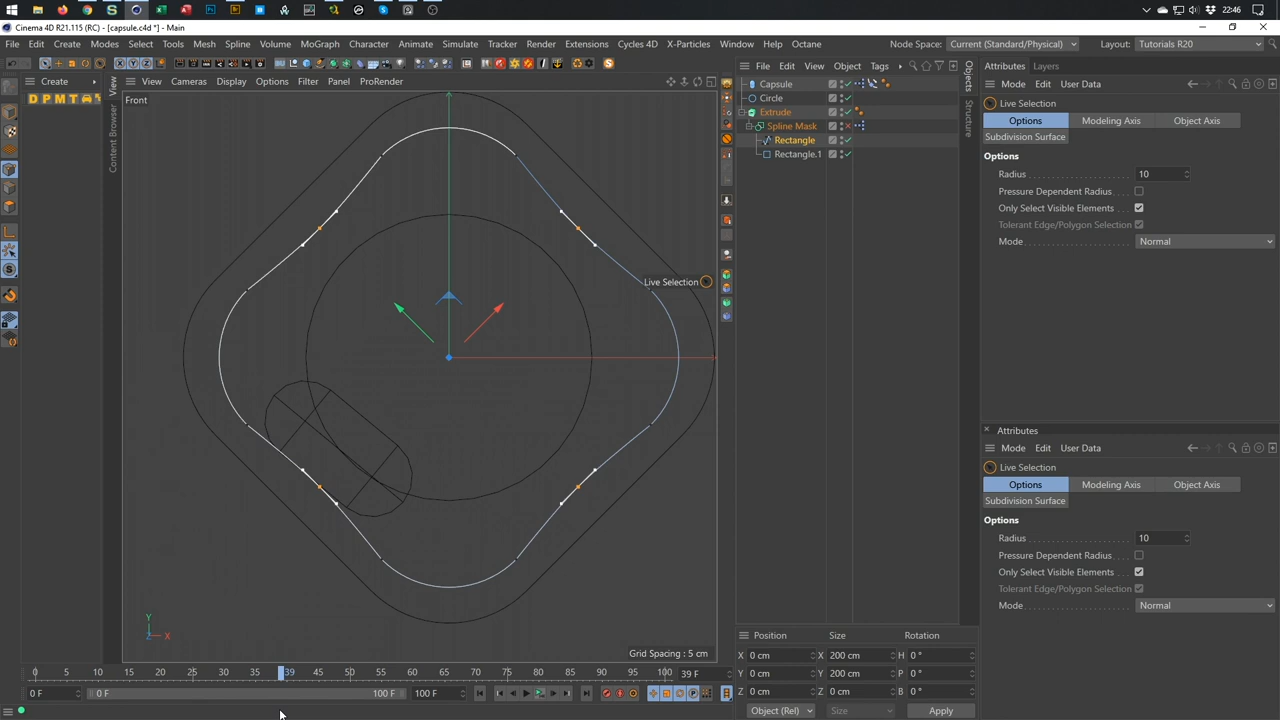 22:46
Cinema 4D R21.115 (RC) - [capsule.c4d *] - Main
File Edit Create Modes Select Tools Mesh Spline Volume MoGraph Character Animate Simulate Tracker Render Extensions Cycles 4D X-Particles Window Help Octane
Node Space: Current (Standard/Physical) Layout: Tutorials R20
Create
D P M T
View Cameras Display Options Filter Panel ProRender
View
Content Browser
Front
Live Selection
Y
Z X
Grid Spacing : 5 cm
File Edit View Object Tags
Capsule
Circle
Extrude
Spline Mask
Rectangle
Rectangle.1
Objects
Structure
Attributes Layers
Mode Edit User Data
Live Selection
Options Modeling Axis Object Axis
Subdivision Surface
Options
Radius 10
Pressure Dependent Radius
Only Select Visible Elements
Tolerant Edge/Polygon Selection
Mode Normal
Attributes
Mode Edit User Data
Live Selection
Options Modeling Axis Object Axis
Subdivision Surface
Options
Radius 10
Pressure Dependent Radius
Only Select Visible Elements
Tolerant Edge/Polygon Selection
Mode Normal
Position Size Rotation
X 0 cm X 200 cm H 0 °
Y 0 cm Y 200 cm P 0 °
Z 0 cm Z 0 cm B 0 °
Object (Rel) Size Apply
0 5 10 15 20 25 30 35 39 45 50 55 60 65 70 75 80 85 90 95 100 39 F
0 F 0 F 100 F 100 F